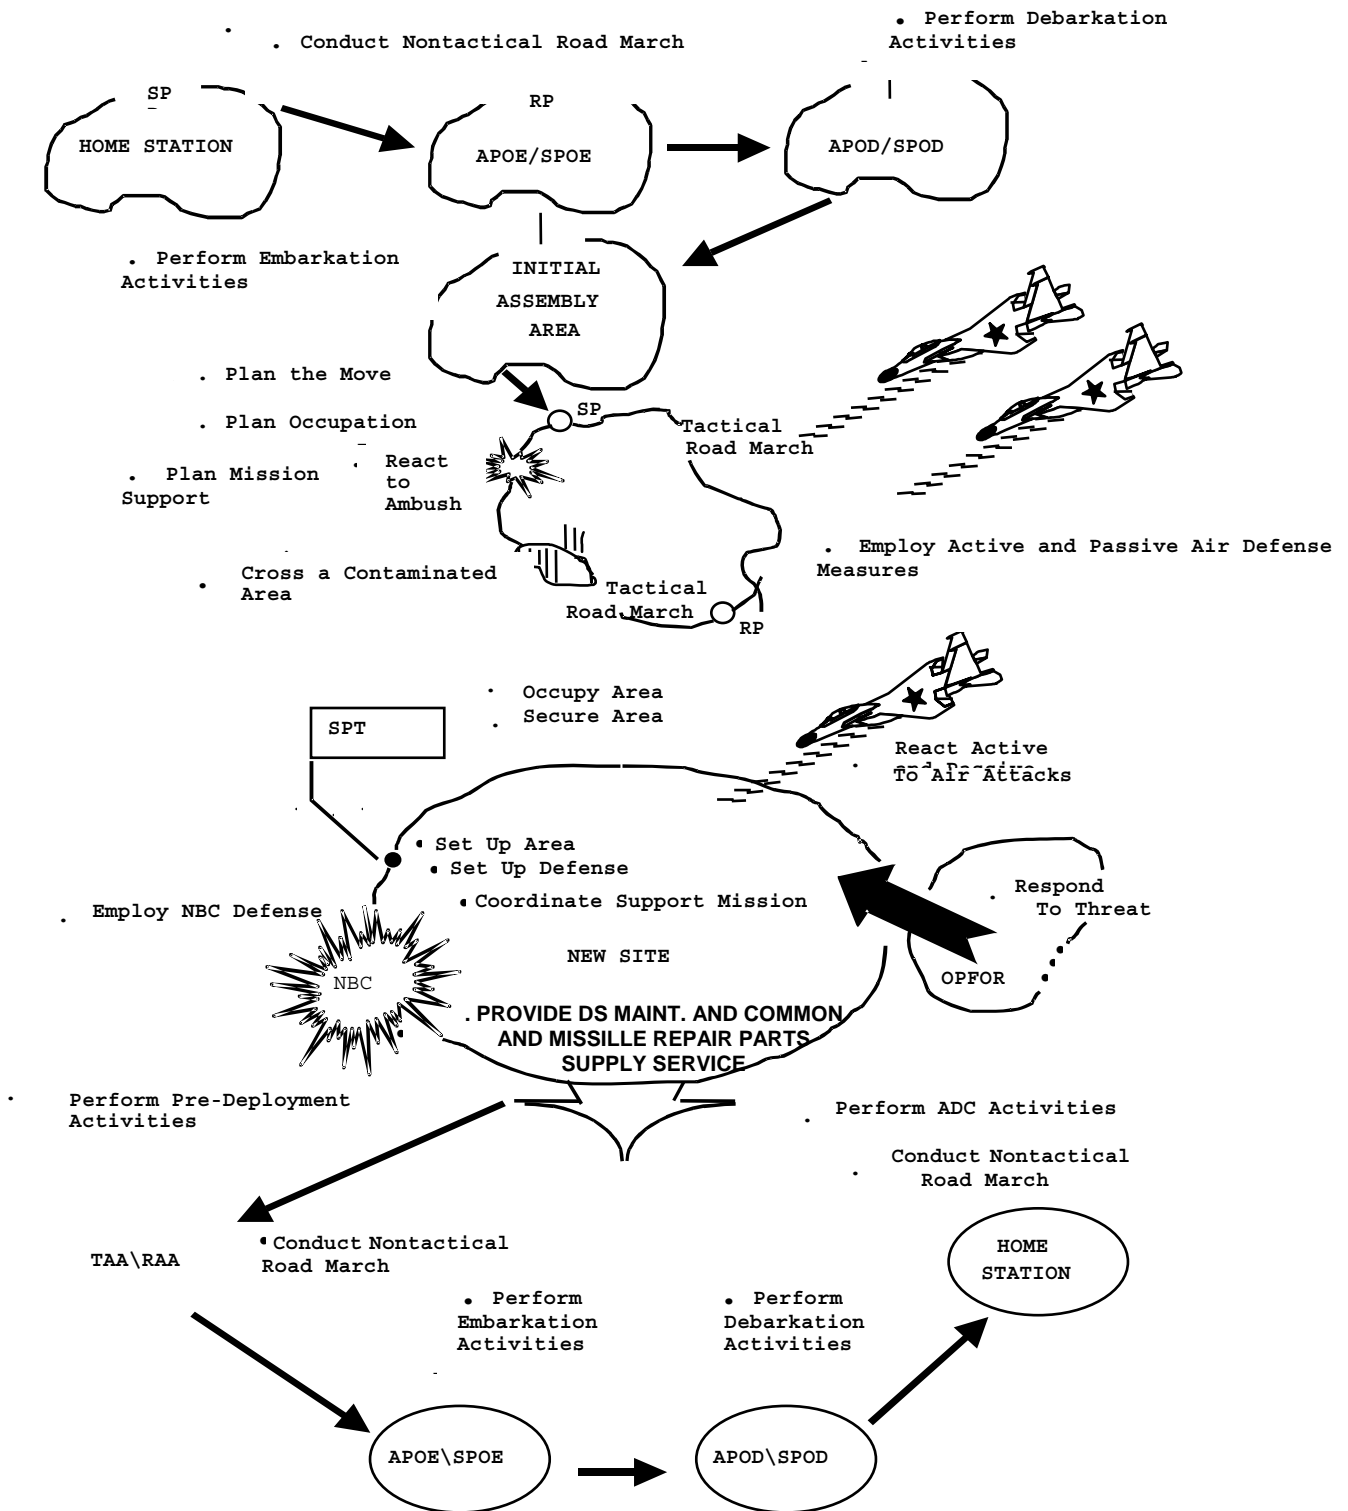 . Conduct Nontactical Road March
. Perform Debarkation
Activities
SP
HOME STATION
RP
APOE/SPOE
APOD/SPOD
. Perform Embarkation
Activities
INITIAL
ASSEMBLY
AREA
. Plan the Move
. Plan Occupation
. Plan Mission
Support
. React
to
Ambush
SP
Tactical
Road March
. Cross a Contaminated
Area
Tactical
Road March
RP
. Employ Active and Passive Air Defense
Measures
. Occupy Area
. Secure Area
SPT
React Active
. and Passive
To Air Attacks
• Set Up Area
• Set Up Defense
• Coordinate Support Mission
. Employ NBC Defense
. Respond
To Threat
NEW SITE
NBC
OPFOR
. PROVIDE DS MAINT. AND COMMON
AND MISSILLE REPAIR PARTS
SUPPLY SERVICE
. Perform Pre-Deployment
Activities
. Perform ADC Activities
. Conduct Nontactical
Road March
TAA\RAA
• Conduct Nontactical
Road March
HOME
STATION
. Perform
Embarkation
Activities
. Perform
Debarkation
Activities
APOE\SPOE
APOD\SPOD